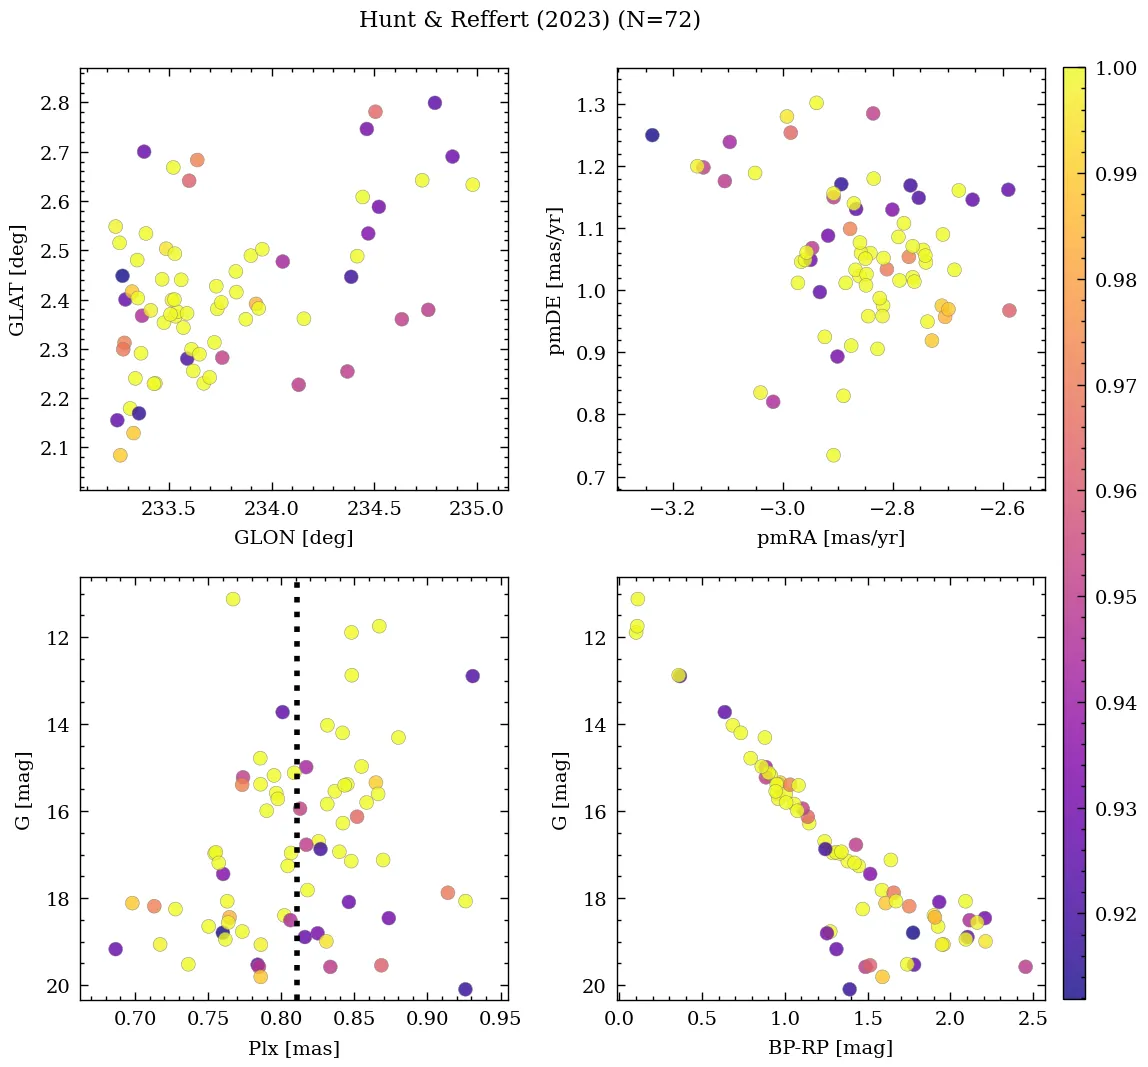 Hunt & Reffert (2023) (N=72)
2.8
2.7
2.6
2.5
2.4
2.3
2.2
2.1
GLAT [deg]
233.5 234.0 234.5 235.0
GLON [deg]
1.3
1.2
1.1
1.0
0.9
0.8
0.7
pmDE [mas/yr]
−3.2 −3.0 −2.8 −2.6
pmRA [mas/yr]
12
14
16
18
20
G [mag]
0.70 0.75 0.80 0.85 0.90 0.95
Plx [mas]
12
14
16
18
20
G [mag]
0.0 0.5 1.0 1.5 2.0 2.5
BP-RP [mag]
1.00
0.99
0.98
0.97
0.96
0.95
0.94
0.93
0.92